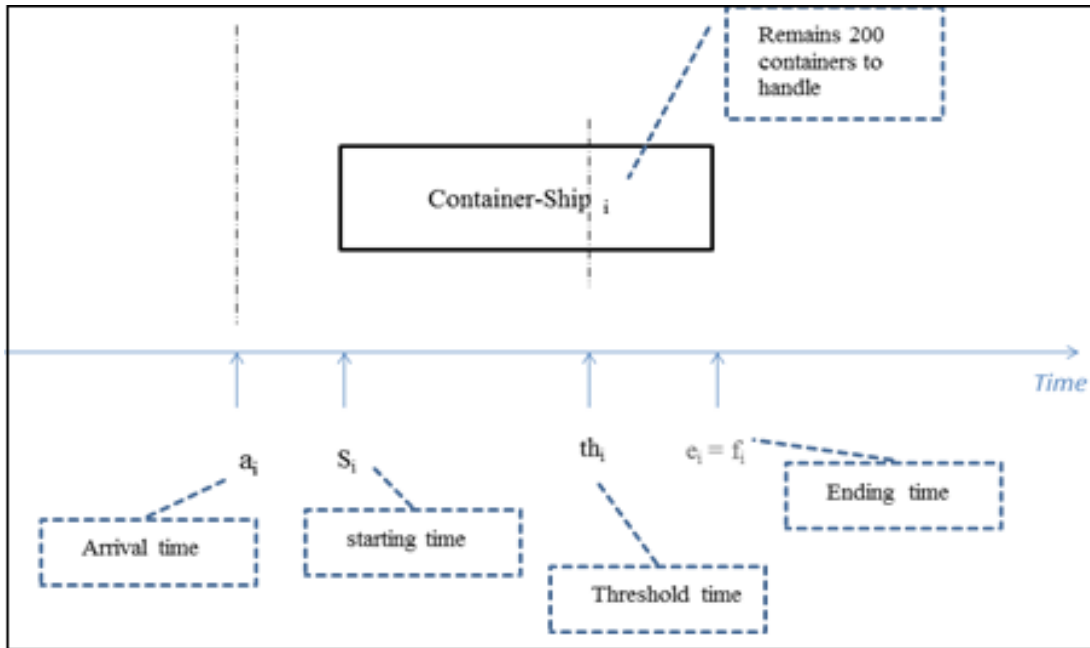 Remains 200
containers to
handle
Container-Ship i
Time
ai
Si
thi
ei = fi
Arrival time
starting time
Threshold time
Ending time